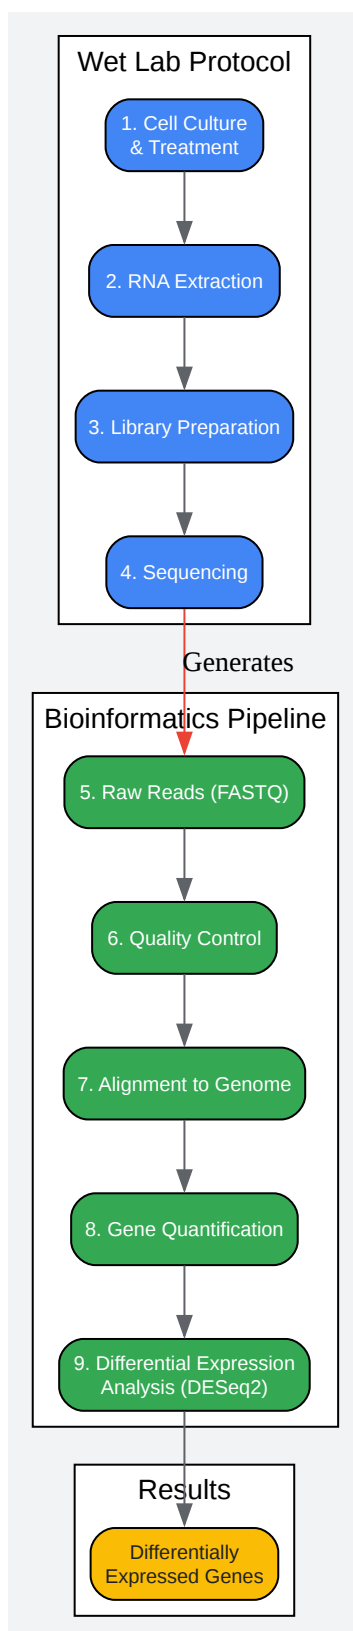 Wet Lab Protocol
1. Cell Culture
& Treatment
2. RNA Extraction
3. Library Preparation
4. Sequencing
Generates
Bioinformatics Pipeline
5. Raw Reads (FASTQ)
6. Quality Control
7. Alignment to Genome
8. Gene Quantification
9. Differential Expression
Analysis (DESeq2)
Results
Differentially
Expressed Genes